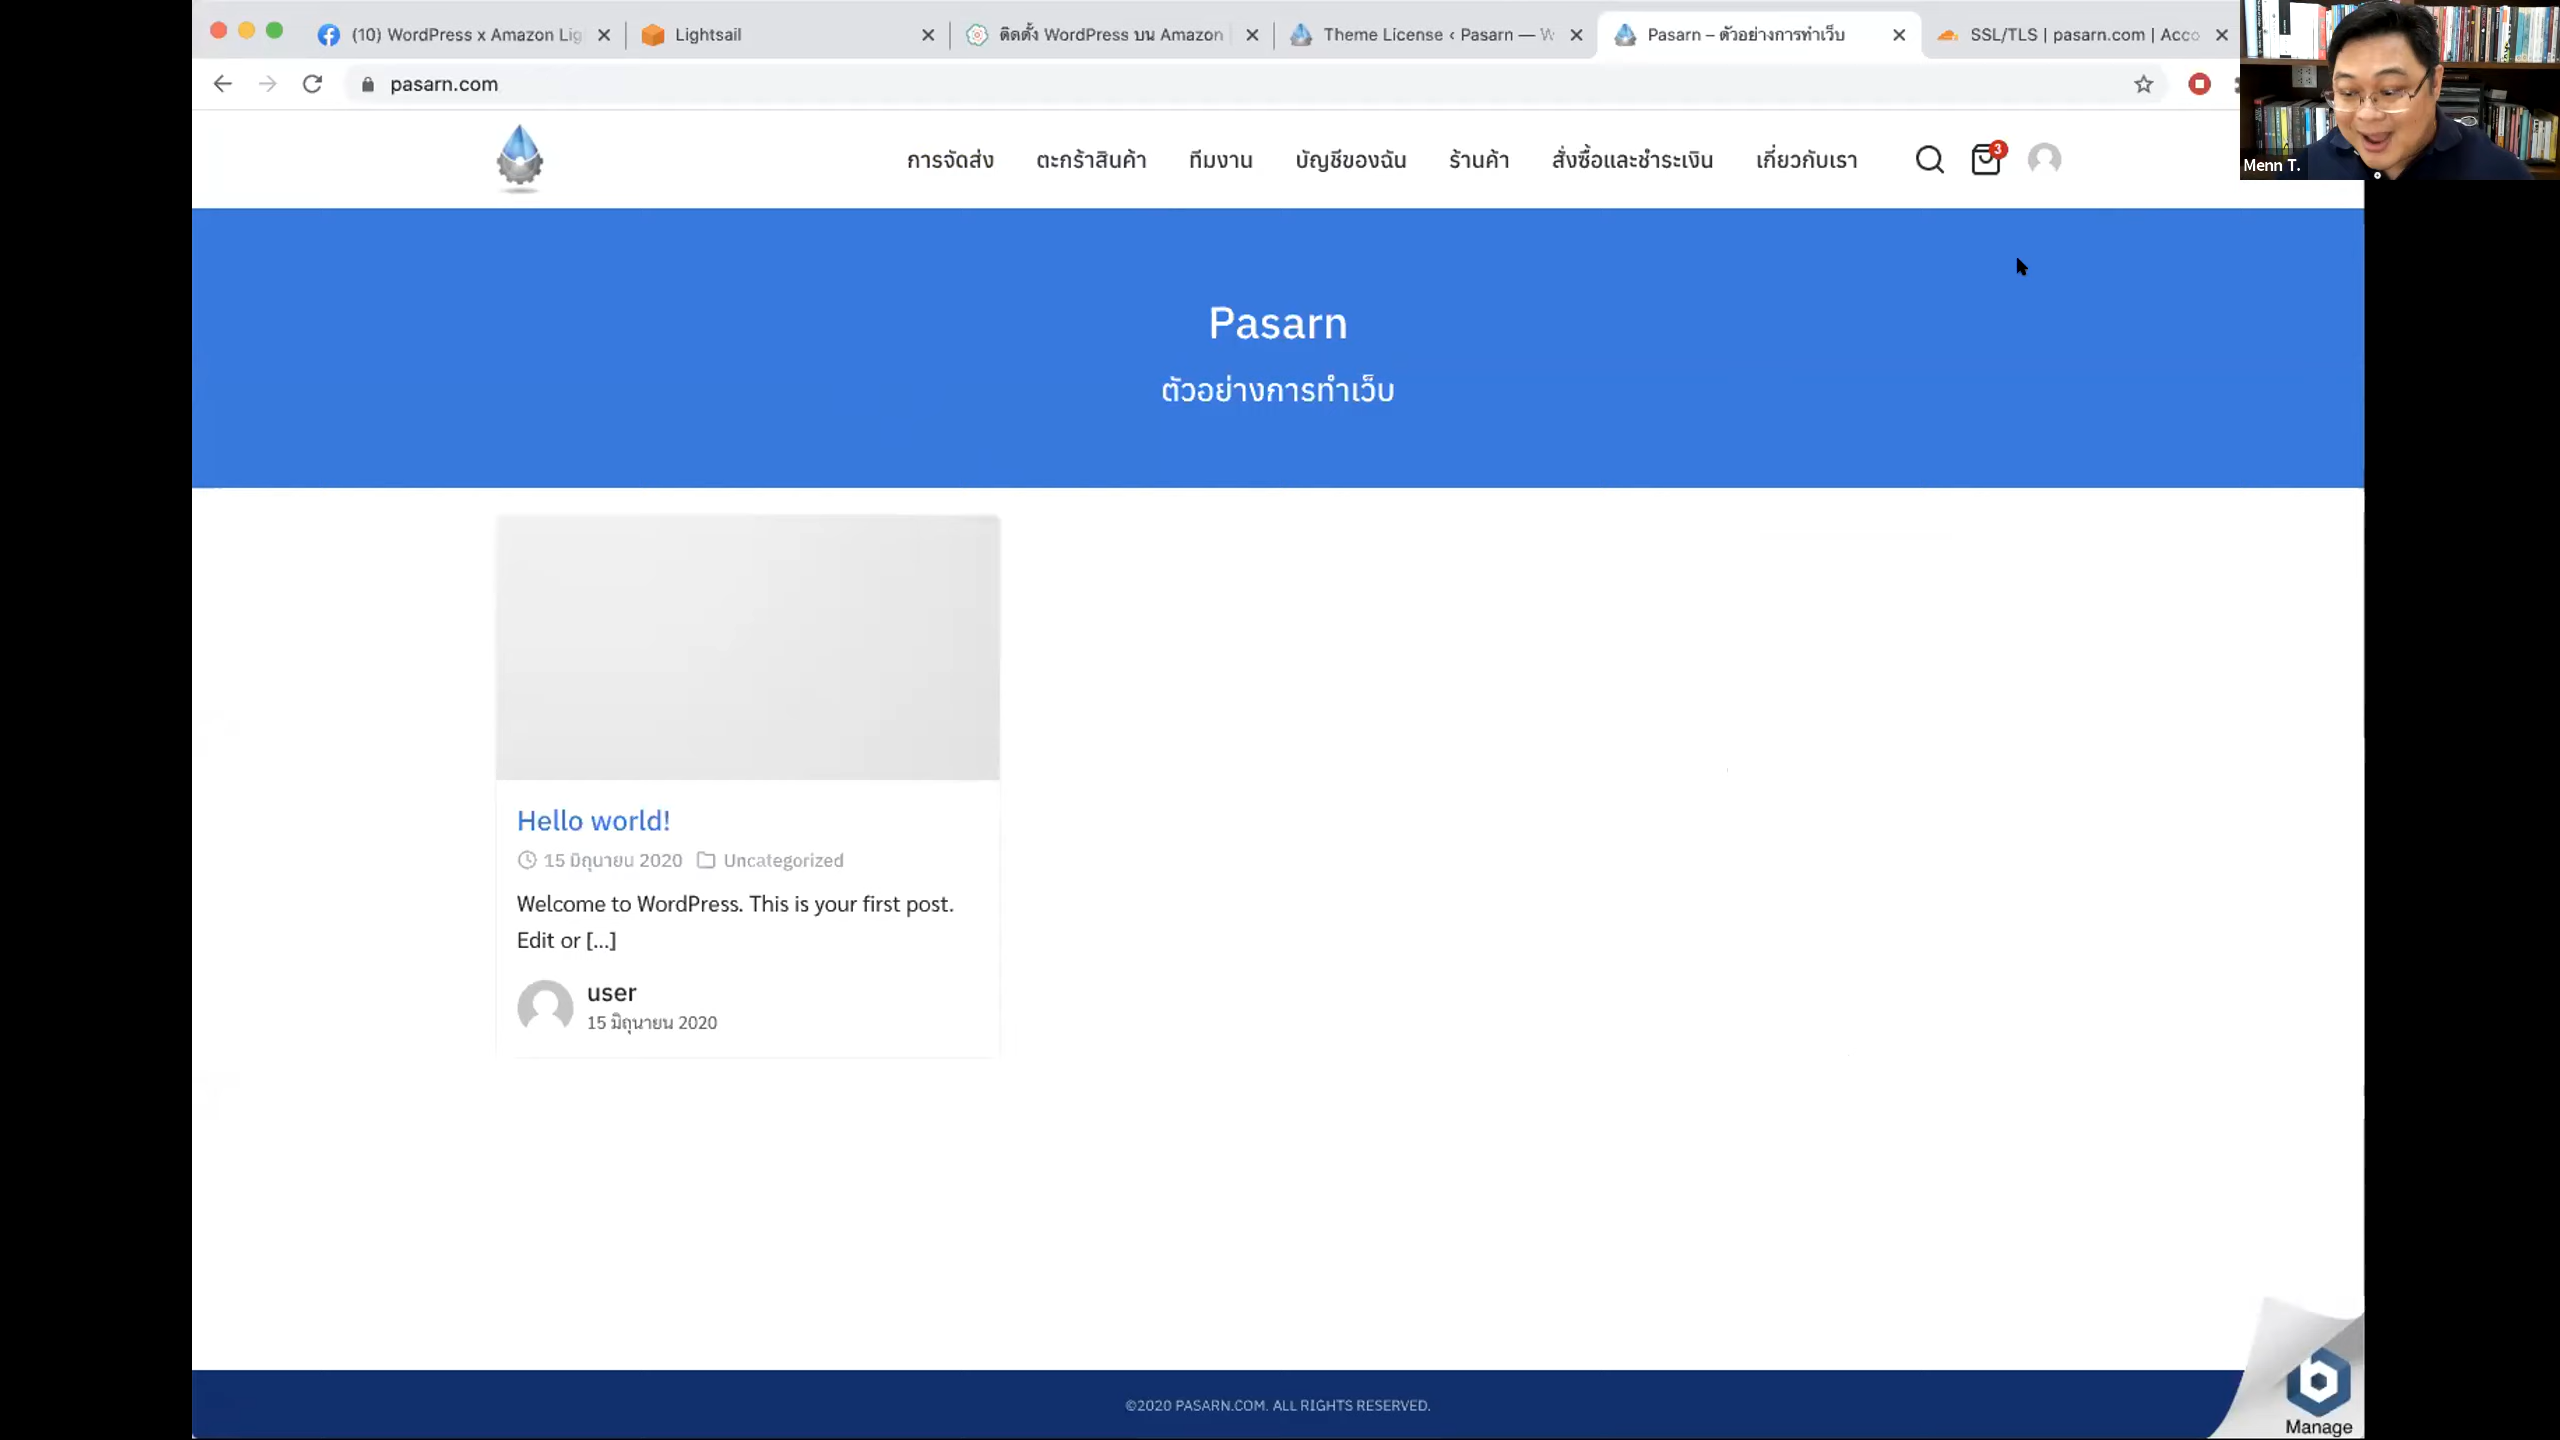 (10) WordPress x Amazon Lig
Lightsail
ติดตั้ง WordPress บน Amazon
Theme License ‹ Pasarn — W
Pasarn – ตัวอย่างการทำเว็บ
SSL/TLS | pasarn.com | Acco
pasarn.com
Menn T.
การจัดส่ง
ตะกร้าสินค้า
ทีมงาน
บัญชีของฉัน
ร้านค้า
สั่งซื้อและชำระเงิน
เกี่ยวกับเรา
3
Pasarn
ตัวอย่างการทำเว็บ
Hello world!
15 มิถุนายน 2020 Uncategorized
Welcome to WordPress. This is your first post.
Edit or [...]
user
15 มิถุนายน 2020
©2020 PASARN.COM. ALL RIGHTS RESERVED.
Manage